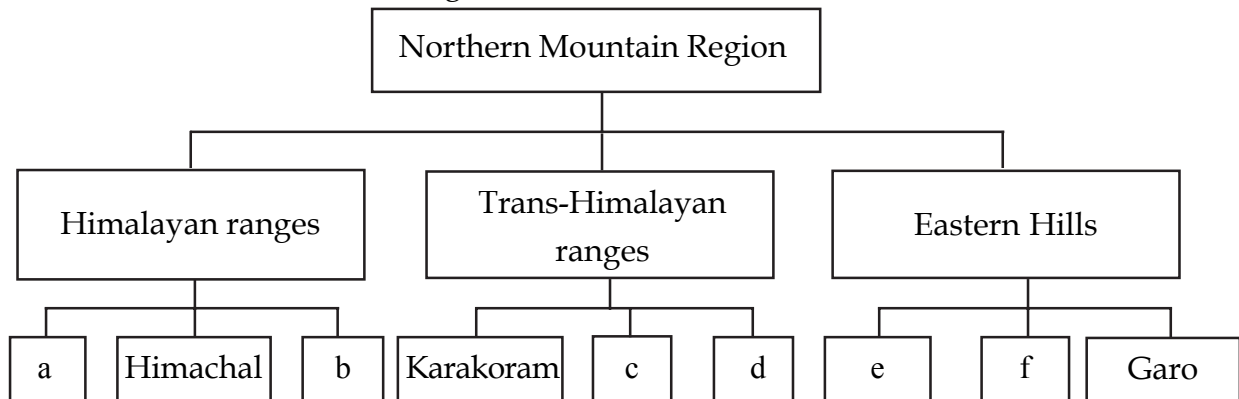 Northern Mountain Region
Himalayan ranges
Trans-Himalayan
ranges
Eastern Hills
a
Himachal
b
Karakoram
c
d
e
f
Garo